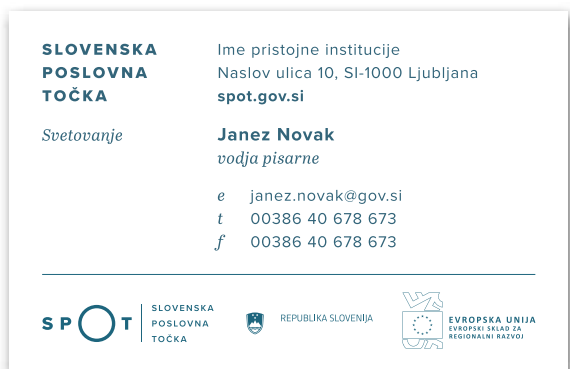 SLOVENSKA
POSLOVNA
TOČKA
Ime pristojne institucije
Naslov ulica 10, SI-1000 Ljubljana
spot.gov.si
Svetovanje
Janez Novak
vodja pisarne
e janez.novak@gov.si
t 00386 40 678 673
f 00386 40 678 673
SPOT
SLOVENSKA
POSLOVNA
TOČKA
REPUBLIKA SLOVENIJA
EVROPSKA UNIJA
EVROPSKI SKLAD ZA
REGIONALNI RAZVOJ